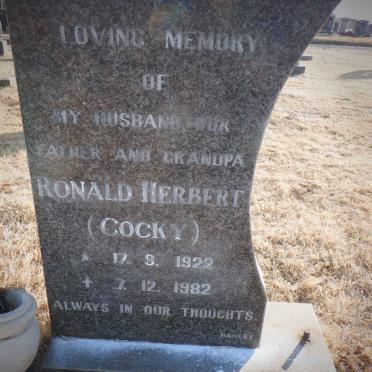 LOVING MEMORY
OF
MY HUSBAND OUR
FATHER AND GRANDPA
RONALD HERBERT
(COCKY)
* 17. 9. 1922
+ 7. 12. 1982
ALWAYS IN OUR THOUGHTS.
HAWLEY